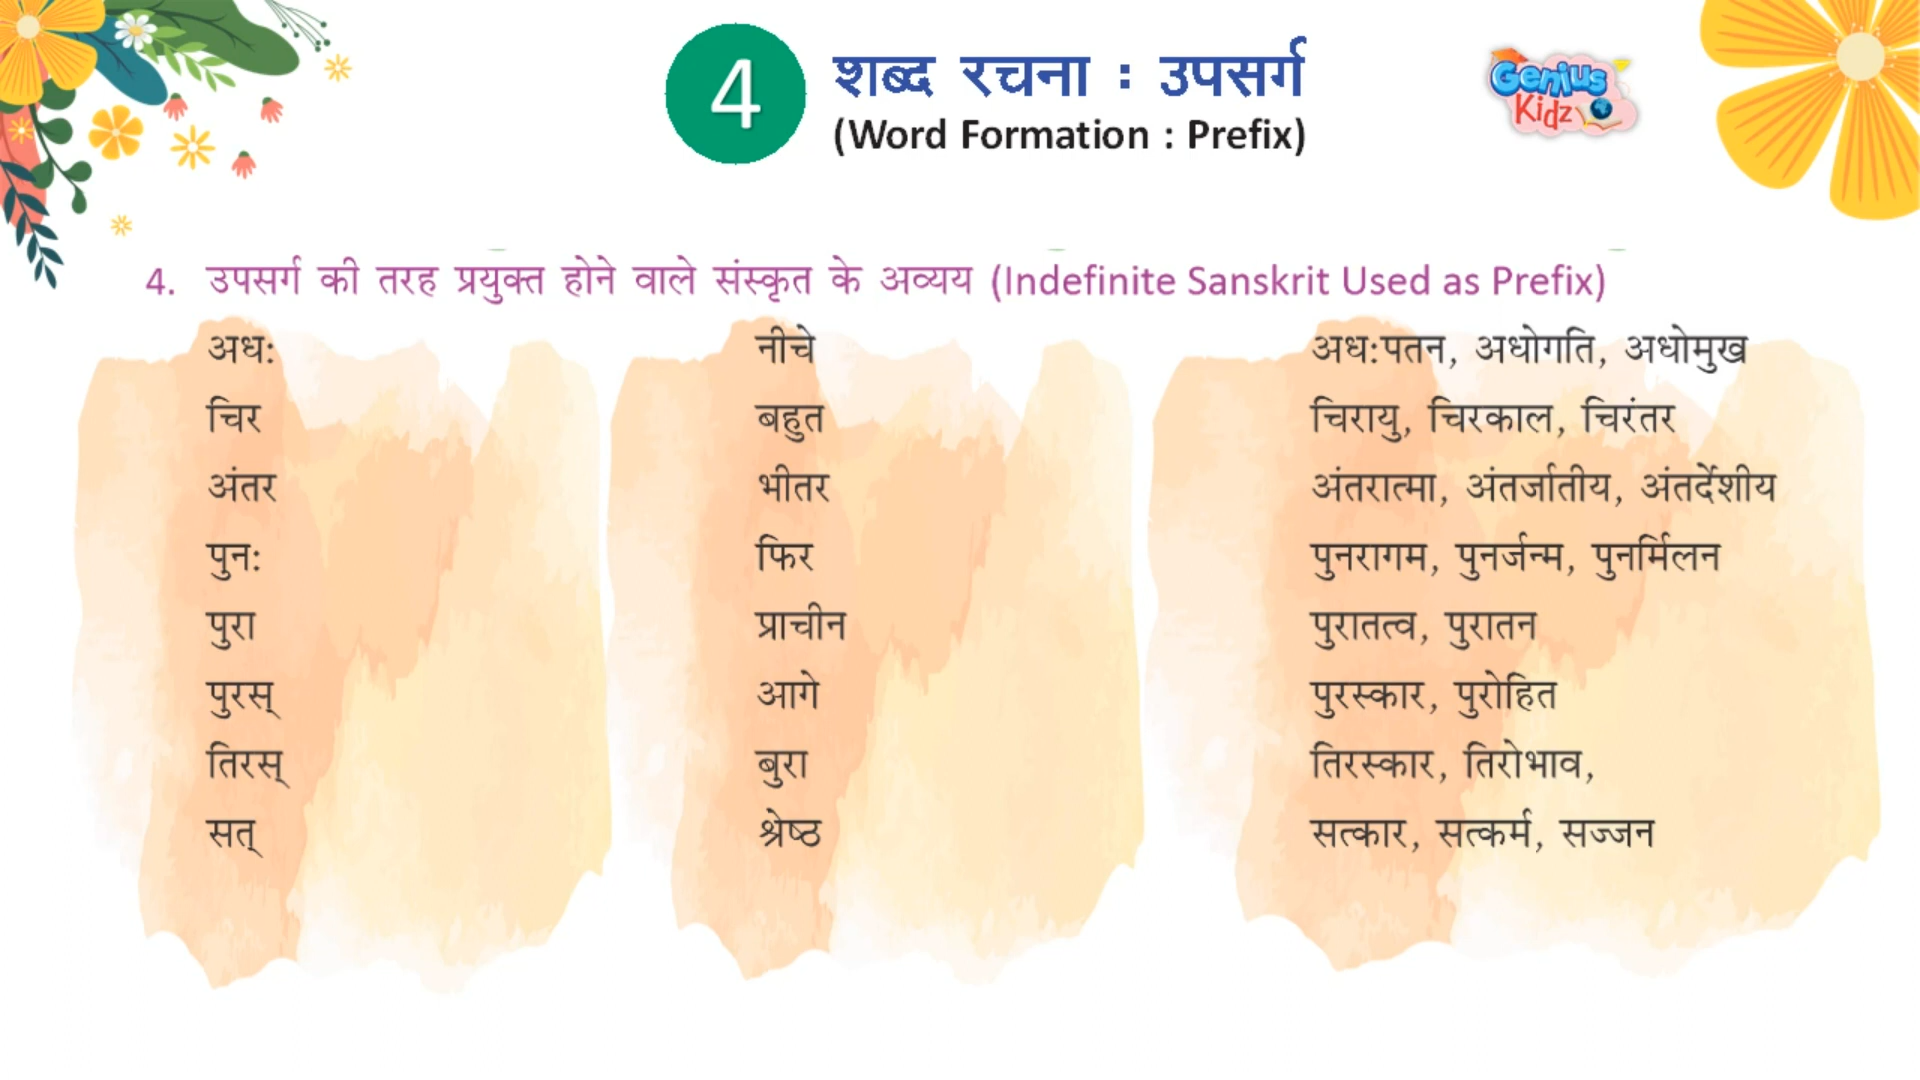 4
शब्द रचना : उपसर्ग
(Word Formation : Prefix)
Genius
Kidz
4. उपसर्ग की तरह प्रयुक्त होने वाले संस्कृत के अव्यय (Indefinite Sanskrit Used as Prefix)
अध: नीचे अध:पतन, अधोगति, अधोमुख
चिर बहुत चिरायु, चिरकाल, चिरंतर
अंतर भीतर अंतरात्मा, अंतर्जातीय, अंतर्देशीय
पुन: फिर पुनरागम, पुनर्जन्म, पुनर्मिलन
पुरा प्राचीन पुरातत्व, पुरातन
पुरस् आगे पुरस्कार, पुरोहित
तिरस् बुरा तिरस्कार, तिरोभाव,
सत् श्रेष्ठ सत्कार, सत्कर्म, सज्जन